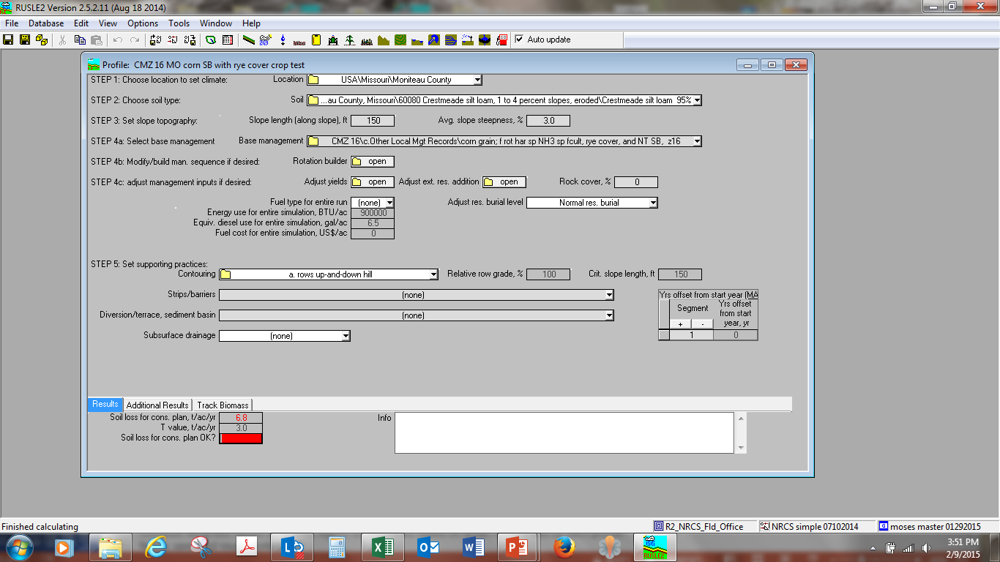 RUSLE2 Version 2.5.2.11 (Aug 18 2014)
File Database Edit View Options Tools Window Help
Auto update
Profile: CMZ 16 MO corn SB with rye cover crop test
STEP 1: Choose location to set climate: Location USA\Missouri\Moniteau County
STEP 2: Choose soil type: Soil ...au County, Missouri\60080 Crestmeade silt loam, 1 to 4 percent slopes, eroded\Crestmeade silt loam 95%
STEP 3: Set slope topography: Slope length (along slope), ft 150 Avg. slope steepness, % 3.0
STEP 4a: Select base management Base management CMZ 16\c.Other Local Mgt Records\corn grain; f rot har sp NH3 sp fcult, rye cover, and NT SB, z16
STEP 4b: Modify/build man. sequence if desired: Rotation builder open
STEP 4c: adjust management inputs if desired: Adjust yields open Adjust ext. res. addition open Rock cover, % 0
Fuel type for entire run (none) Adjust res. burial level Normal res. burial
Energy use for entire simulation, BTU/ac 900000
Equiv. diesel use for entire simulation, gal/ac 6.5
Fuel cost for entire simulation, US$/ac 0
STEP 5: Set supporting practices:
Contouring a. rows up-and-down hill Relative row grade, % 100 Crit. slope length, ft 150
Strips/barriers (none)
Yrs offset from start year (MA
Segment Yrs offset from start year, yr
+ -
1 0
Diversion/terrace, sediment basin (none)
Subsurface drainage (none)
Results Additional Results Track Biomass
Soil loss for cons. plan, t/ac/yr 6.8 Info
T value, t/ac/yr 3.0
Soil loss for cons. plan OK?
Finished calculating R2_NRCS_Fld_Office NRCS simple 07102014 moses master 01292015
RUSLE2
3:51 PM
2/9/2015